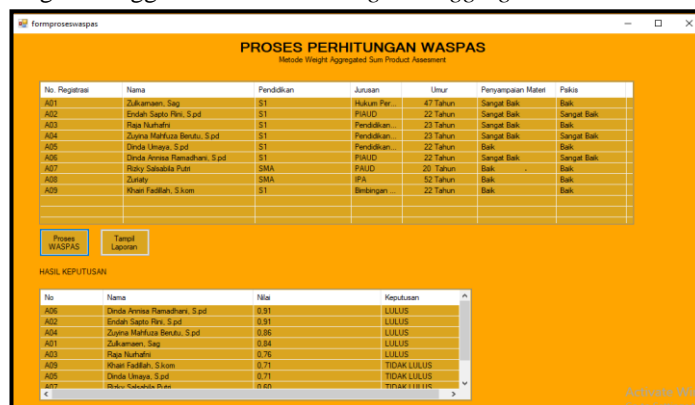 formproseswaspas
PROSES PERHITUNGAN WASPAS
Metode Weight Aggregated Sum Product Assesment
No. Registrasi Nama Pendidikan Jurusan Umur Penyampaian Materi Psikis
A01 Zulkarnaen, Sag S1 Hukum Per... 47 Tahun Sangat Baik Baik
A02 Endah Sapto Rini, S.pd S1 PIAUD 22 Tahun Sangat Baik Sangat Baik
A03 Raja Nurhafni S1 Pendidikan... 23 Tahun Sangat Baik Baik
A04 Zuyina Mahfuza Berutu, S.pd S1 Pendidikan... 23 Tahun Sangat Baik Sangat Baik
A05 Dinda Umaya, S.pd S1 Pendidikan... 22 Tahun Baik Baik
A06 Dinda Annisa Ramadhani, S.pd S1 PIAUD 22 Tahun Sangat Baik Sangat Baik
A07 Rizky Salsabila Putri SMA PAUD 20 Tahun Baik Baik
A08 Zuriaty SMA IPA 52 Tahun Baik Baik
A09 Khairi Fadillah, S.kom S1 Bimbingan ... 22 Tahun Baik Baik
Proses WASPAS
Tampil Laporan
HASIL KEPUTUSAN
No Nama Nilai Keputusan
A06 Dinda Annisa Ramadhani, S.pd 0,91 LULUS
A02 Endah Sapto Rini, S.pd 0,91 LULUS
A04 Zuyina Mahfuza Berutu, S.pd 0,86 LULUS
A01 Zulkarnaen, Sag 0,84 LULUS
A03 Raja Nurhafni 0,76 LULUS
A09 Khairi Fadillah, S.kom 0,71 TIDAK LULUS
A05 Dinda Umaya, S.pd 0,71 TIDAK LULUS
A07 Rizky Salsabila Putri 0,60 TIDAK LULUS